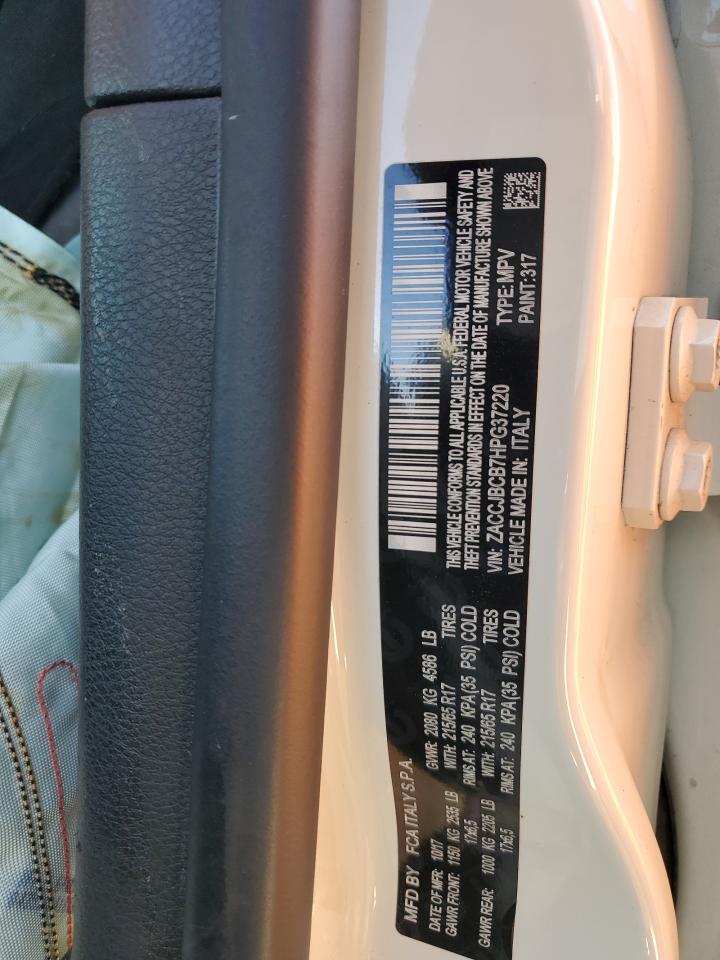 MFD BY FCA ITALY S.P.A.
DATE OF MFR: 10/17 GVWR: 2080 KG 4586 LB
GAWR FRONT: 1150 KG 2535 LB WITH: 215/65 R17 TIRES
17x6,5 RIMS AT: 240 KPA (35 PSI) COLD
GAWR REAR: 1000 KG 2205 LB WITH: 215/65 R17 TIRES
17x6,5 RIMS AT: 240 KPA (35 PSI) COLD
THIS VEHICLE CONFORMS TO ALL APPLICABLE U.S.A. FEDERAL MOTOR VEHICLE SAFETY AND
THEFT PREVENTION STANDARDS IN EFFECT ON THE DATE OF MANUFACTURE SHOWN ABOVE
VIN: ZACCJBCB7HPG37220 TYPE: MPV
VEHICLE MADE IN: ITALY PAINT: 317